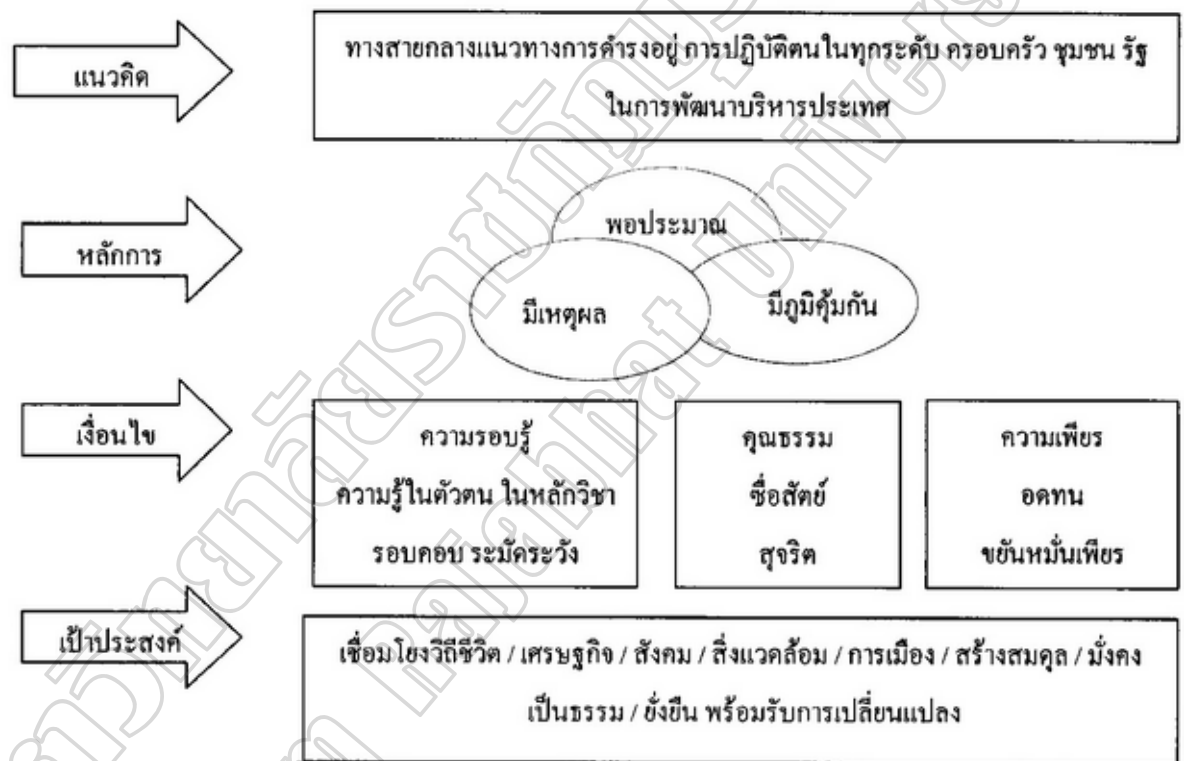 แนวคิด
ทางสายกลางแนวทางการดำรงอยู่ การปฏิบัติตนในทุกระดับ ครอบครัว ชุมชน รัฐ
ในการพัฒนาบริหารประเทศ
หลักการ
พอประมาณ
มีเหตุผล
มีภูมิคุ้มกัน
เงื่อนไข
ความรอบรู้
ความรู้ในตัวตน ในหลักวิชา
รอบคอบ ระมัดระวัง
คุณธรรม
ซื่อสัตย์
สุจริต
ความเพียร
อดทน
ขยันหมั่นเพียร
เป้าประสงค์
เชื่อมโยงวิถีชีวิต / เศรษฐกิจ / สังคม / สิ่งแวดล้อม / การเมือง / สร้างสมดุล / มั่งคง
เป็นธรรม / ยั่งยืน พร้อมรับการเปลี่ยนแปลง